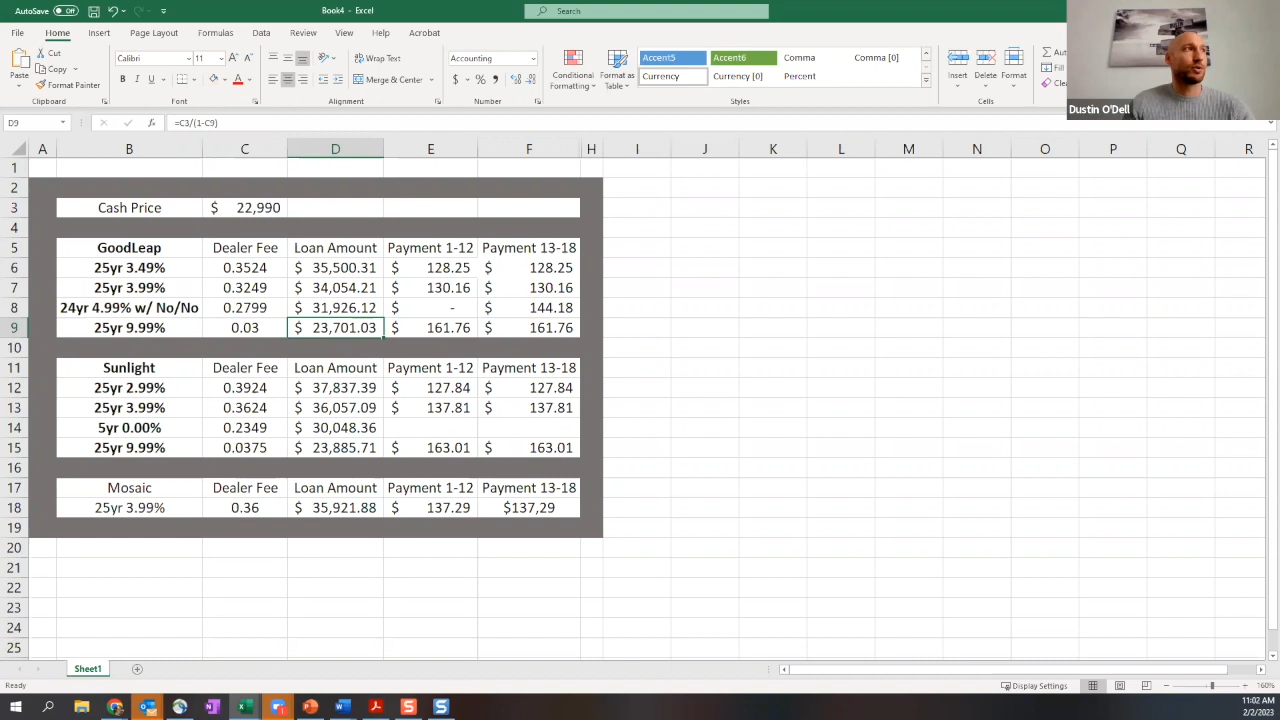 AutoSave Off Book4 - Excel Search
File Home Insert Page Layout Formulas Data Review View Help Acrobat
Paste Cut Copy Format Painter Clipboard
Calibri 11 B I U Font
Wrap Text Merge & Center Alignment
Accounting $ % Number
Conditional Formatting Format as Table
Accent5 Accent6 Comma Comma [0]
Currency Currency [0] Percent Styles
Insert Delete Format Cells
Dustin O'Dell
D9 fx =C3/(1-C9)
A B C D E F H I J K L M N O P Q R
1
2
3 Cash Price $ 22,990
4
5 GoodLeap Dealer Fee Loan Amount Payment 1-12 Payment 13-18
6 25yr 3.49% 0.3524 $ 35,500.31 $ 128.25 $ 128.25
7 25yr 3.99% 0.3249 $ 34,054.21 $ 130.16 $ 130.16
8 24yr 4.99% w/ No/No 0.2799 $ 31,926.12 $ - $ 144.18
9 25yr 9.99% 0.03 $ 23,701.03 $ 161.76 $ 161.76
10
11 Sunlight Dealer Fee Loan Amount Payment 1-12 Payment 13-18
12 25yr 2.99% 0.3924 $ 37,837.39 $ 127.84 $ 127.84
13 25yr 3.99% 0.3624 $ 36,057.09 $ 137.81 $ 137.81
14 5yr 0.00% 0.2349 $ 30,048.36
15 25yr 9.99% 0.0375 $ 23,885.71 $ 163.01 $ 163.01
16
17 Mosaic Dealer Fee Loan Amount Payment 1-12 Payment 13-18
18 25yr 3.99% 0.36 $ 35,921.88 $ 137.29 $137,29
19
20
21
22
23
24
25
Sheet1
Ready Display Settings 160%
11:02 AM
2/2/2023